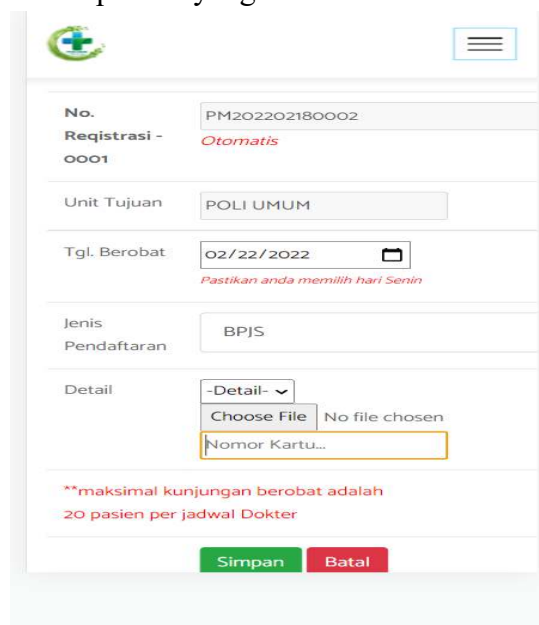 No.
Reqistrasi -
0001
PM202202180002
Otomatis
Unit Tujuan
POLI UMUM
Tgl. Berobat
02/22/2022
Pastikan anda memilih hari Senin
Jenis
Pendaftaran
BPJS
Detail
-Detail-
Choose File No file chosen
Nomor Kartu...
**maksimal kunjungan berobat adalah
20 pasien per jadwal Dokter
Simpan Batal